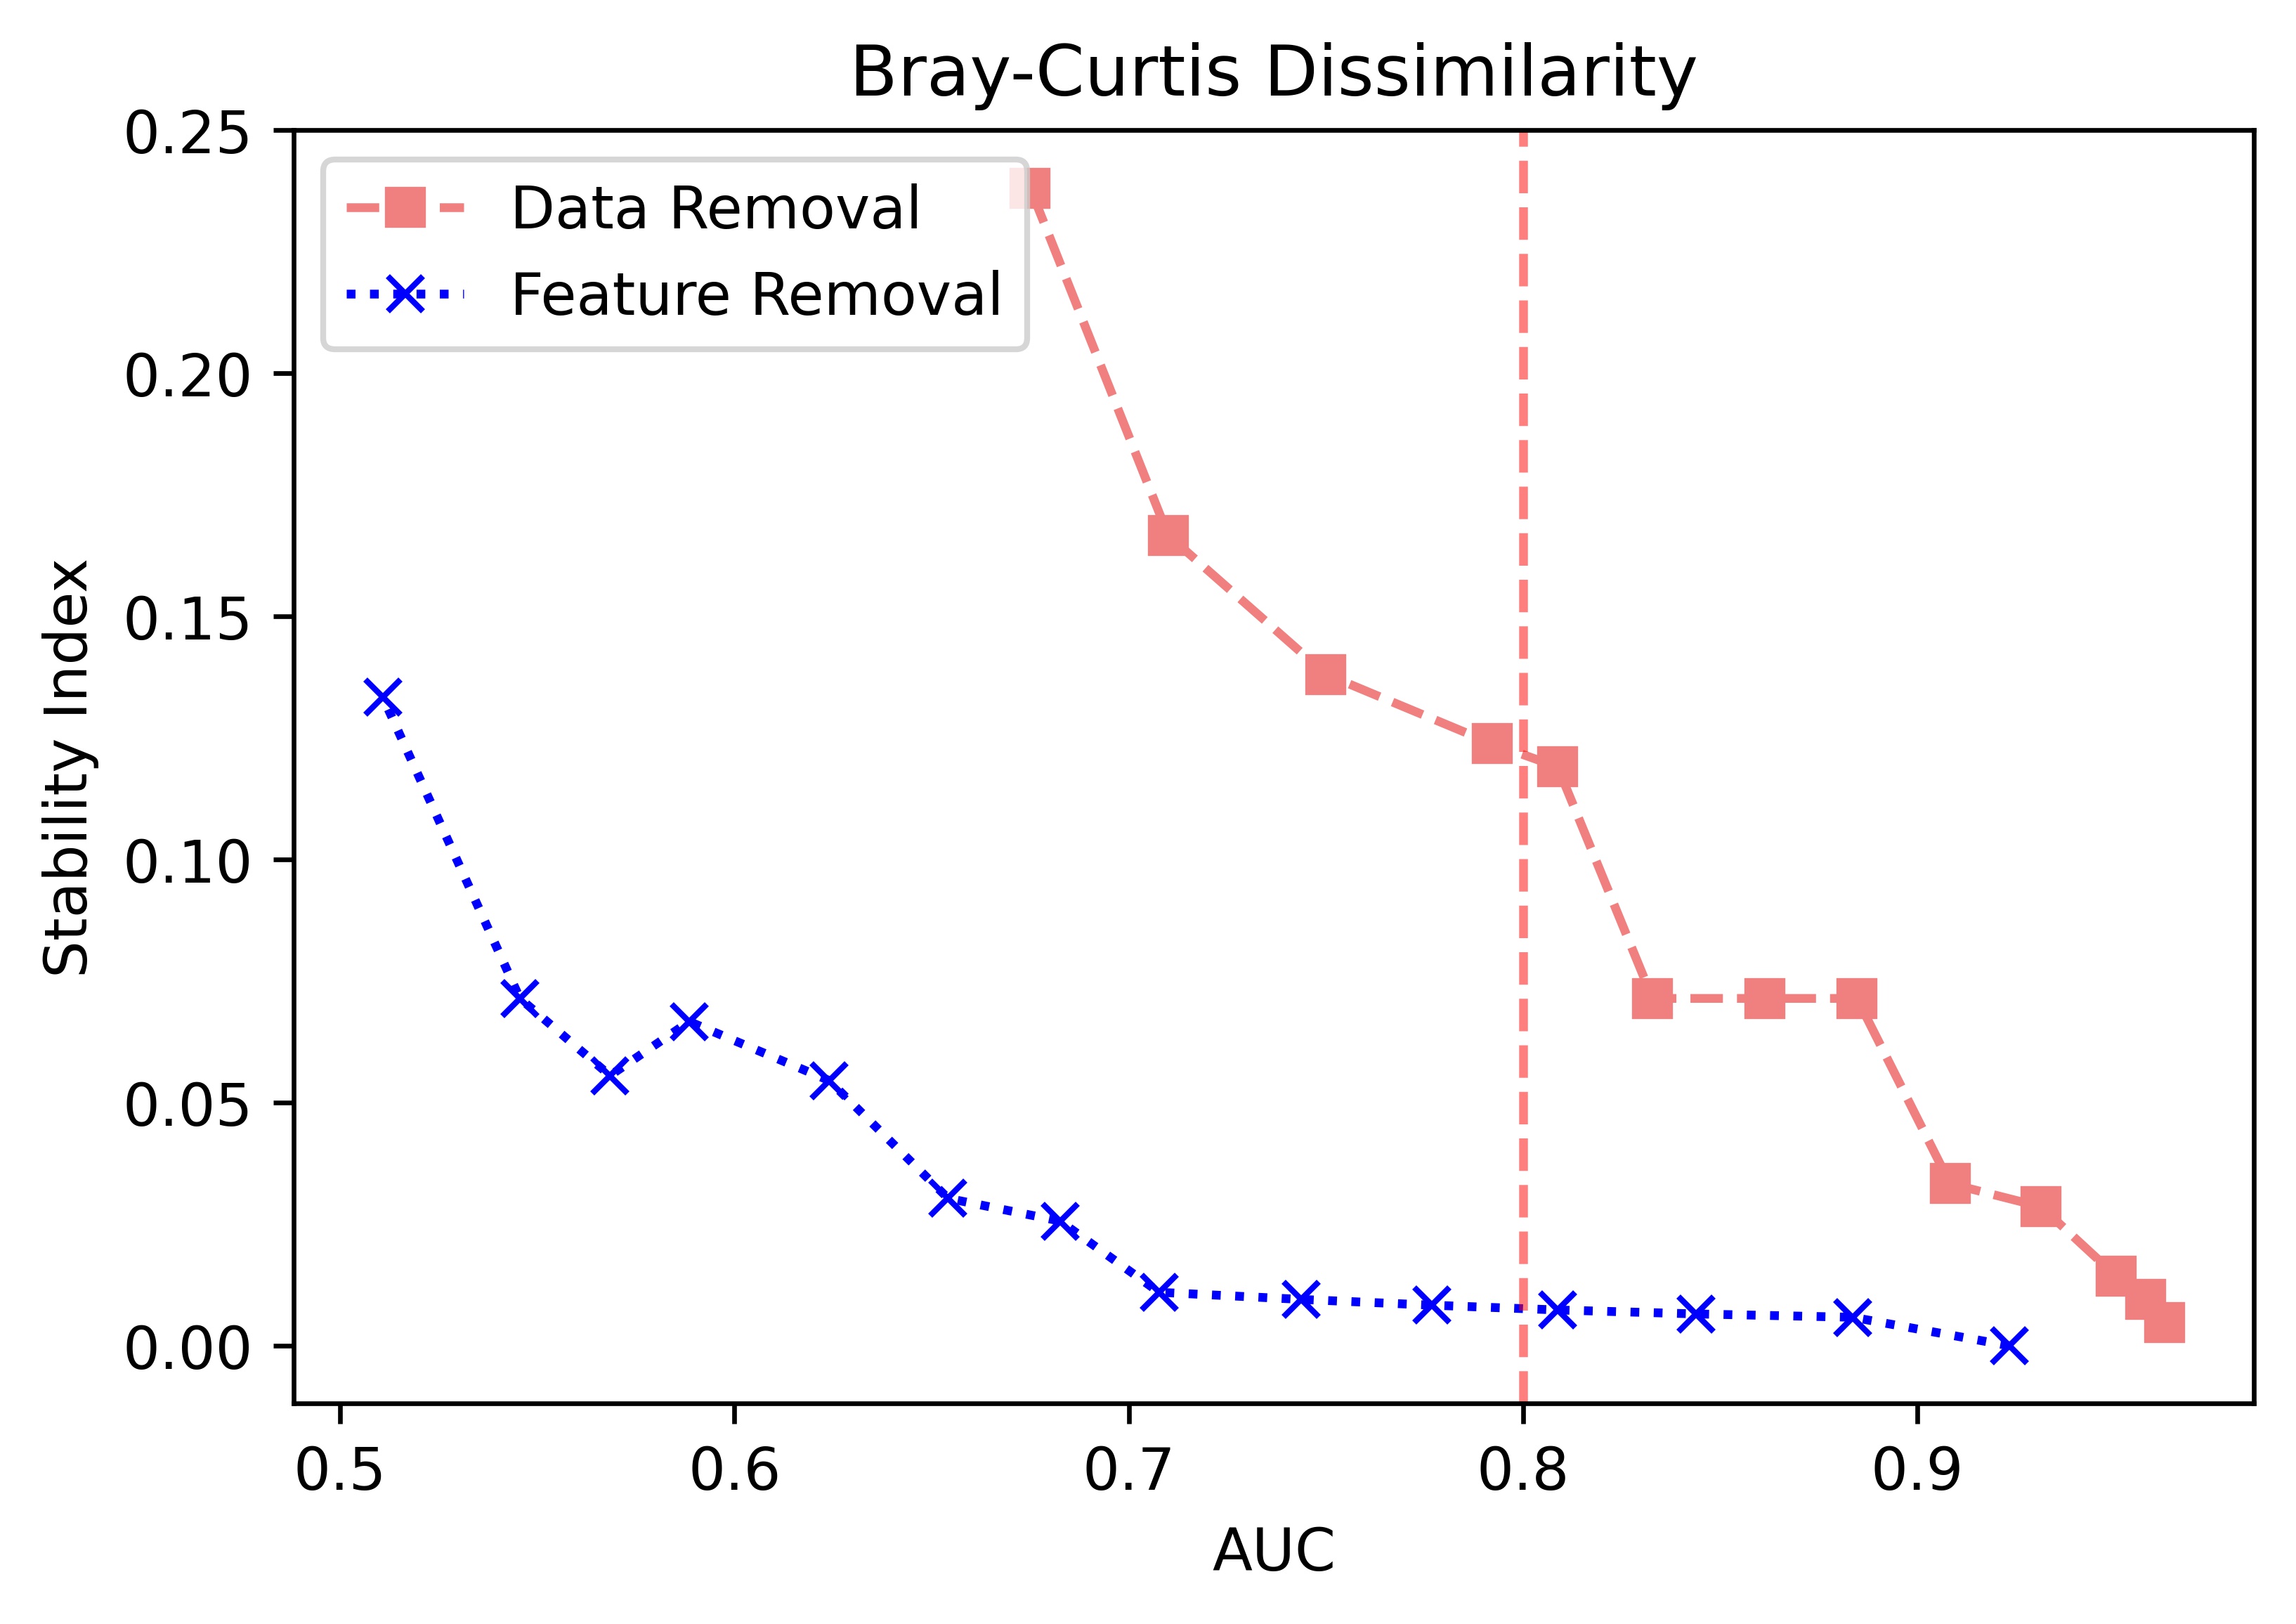 Bray-Curtis Dissimilarity
0.25
0.20
0.15
0.10
0.05
0.00
Stability Index
Data Removal
Feature Removal
0.5 0.6 0.7 0.8 0.9
AUC